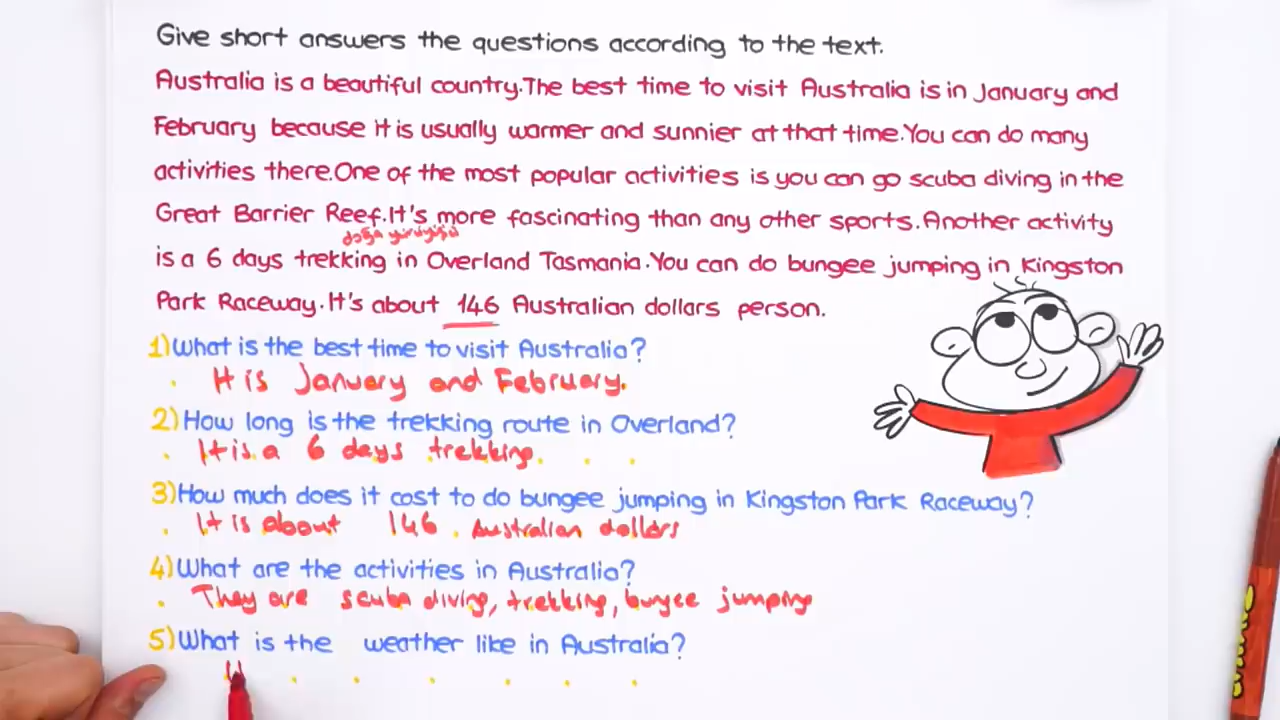 Give short answers the questions according to the text.
Australia is a beautiful country.The best time to visit Australia is in January and
February because it is usually warmer and sunnier at that time.You can do many
activities there.One of the most popular activities is you can go scuba diving in the
Great Barrier Reef.It's more fascinating than any other sports.Another activity
doğa yürüyüşü
is a 6 days trekking in Overland Tasmania.You can do bungee jumping in Kingston
Park Raceway.It's about 146 Australian dollars person.
1)What is the best time to visit Australia?
It is January and February.
2)How long is the trekking route in Overland?
It is a 6 days trekking.
3)How much does it cost to do bungee jumping in Kingston Park Raceway?
It is about 146 Australian dollars
4)What are the activities in Australia?
They are scuba diving, trekking, bungee jumping
5)What is the weather like in Australia?